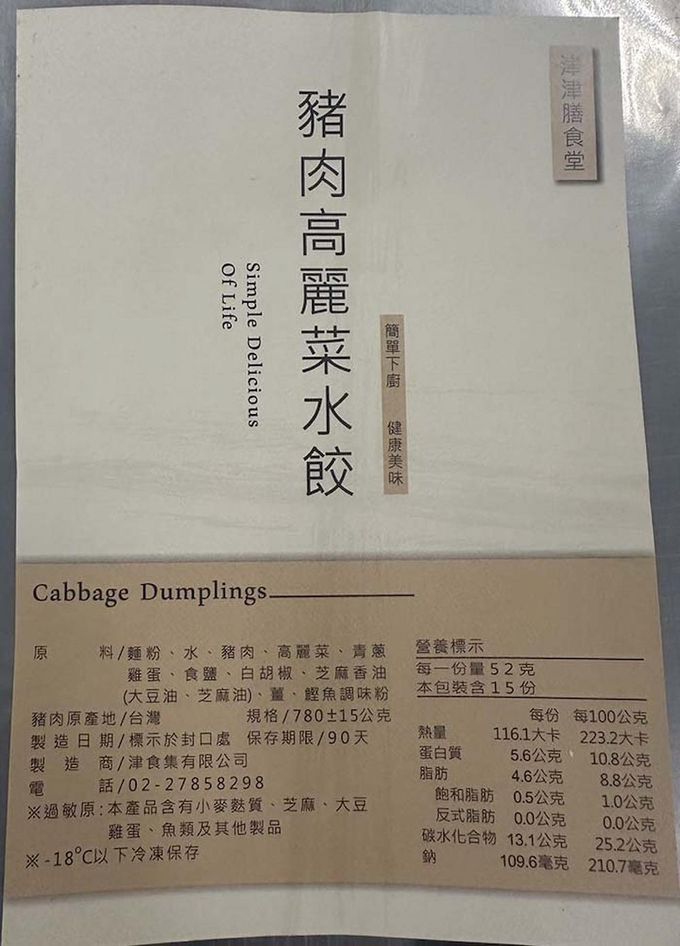 津津膳食堂
豬肉高麗菜水餃
簡單下廚 健康美味
Simple Delicious
Of Life
Cabbage Dumplings
原料/麵粉、水、豬肉、高麗菜、青蔥
雞蛋、食鹽、白胡椒、芝麻香油
(大豆油、芝麻油)、薑、鰹魚調味粉
豬肉原產地/台灣 規格/780±15公克
製造日期/標示於封口處 保存期限/90天
製造商/津食集有限公司
電話/02-27858298
※過敏原:本產品含有小麥麩質、芝麻、大豆
雞蛋、魚類及其他製品
※-18°C以下冷凍保存
營養標示
每一份量52克
本包裝含15份
每份 每100公克
熱量 116.1大卡 223.2大卡
蛋白質 5.6公克 10.8公克
脂肪 4.6公克 8.8公克
飽和脂肪 0.5公克 1.0公克
反式脂肪 0.0公克 0.0公克
碳水化合物 13.1公克 25.2公克
鈉 109.6毫克 210.7毫克